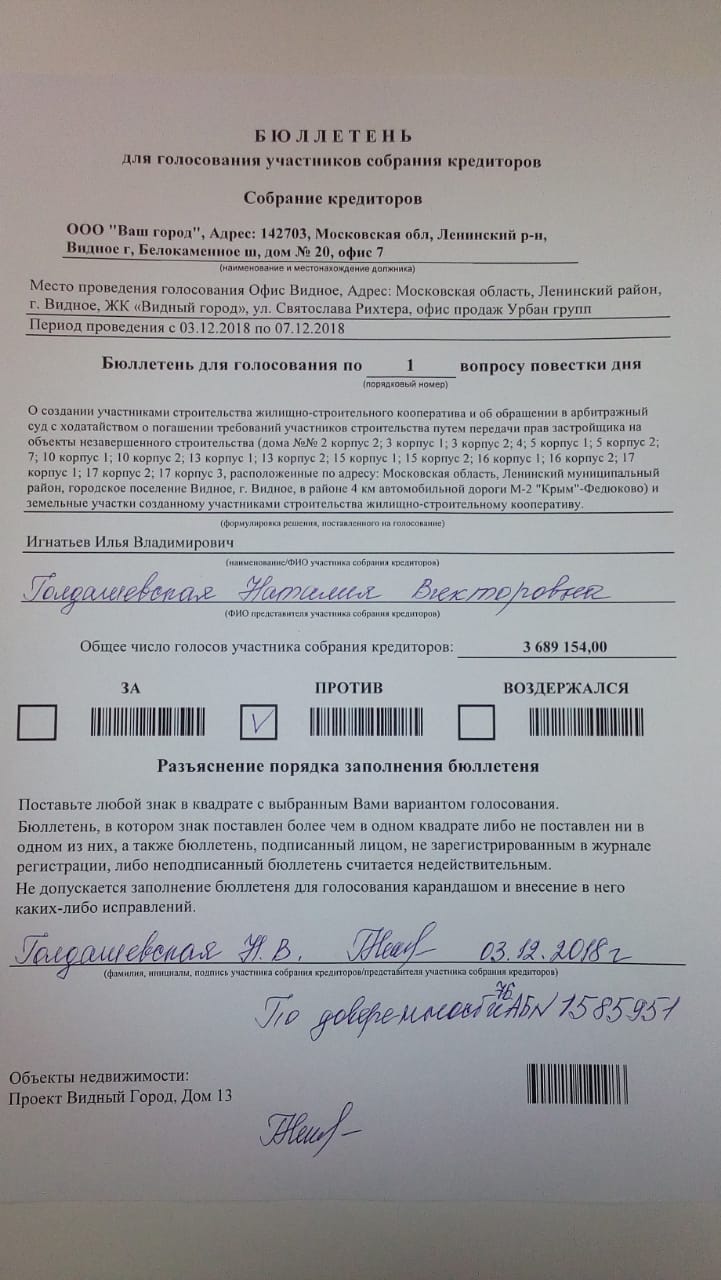 БЮЛЛЕТЕНЬ
для голосования участников собрания кредиторов
Собрание кредиторов
ООО "Ваш город", Адрес: 142703, Московская обл, Ленинский р-н,
Видное г, Белокаменное ш, дом № 20, офис 7
(наименование и местонахождение должника)
Место проведения голосования Офис Видное, Адрес: Московская область, Ленинский район,
г. Видное, ЖК «Видный город», ул. Святослава Рихтера, офис продаж Урбан групп
Период проведения с 03.12.2018 по 07.12.2018
Бюллетень для голосования по 1 вопросу повестки дня
(порядковый номер)
О создании участниками строительства жилищно-строительного кооператива и об обращении в арбитражный
суд с ходатайством о погашении требований участников строительства путем передачи прав застройщика на
объекты незавершенного строительства (дома №№ 2 корпус 2; 3 корпус 1; 3 корпус 2; 4; 5 корпус 1; 5 корпус 2;
7; 10 корпус 1; 10 корпус 2; 13 корпус 1; 13 корпус 2; 15 корпус 1; 15 корпус 2; 16 корпус 1; 16 корпус 2; 17
корпус 1; 17 корпус 2; 17 корпус 3, расположенные по адресу: Московская область, Ленинский муниципальный
район, городское поселение Видное, г. Видное, в районе 4 км автомобильной дороги М-2 "Крым"-Федюково) и
земельные участки созданному участниками строительства жилищно-строительному кооперативу.
(формулировка решения, поставленного на голосование)
Игнатьев Илья Владимирович
(наименование/ФИО участника собрания кредиторов)
Голдашевская Наталия Викторовна
(ФИО представителя участника собрания кредиторов)
Общее число голосов участника собрания кредиторов: 3 689 154,00
ЗА ПРОТИВ ВОЗДЕРЖАЛСЯ
Разъяснение порядка заполнения бюллетеня
Поставьте любой знак в квадрате с выбранным Вами вариантом голосования.
Бюллетень, в котором знак поставлен более чем в одном квадрате либо не поставлен ни в
одном из них, а также бюллетень, подписанный лицом, не зарегистрированным в журнале
регистрации, либо неподписанный бюллетень считается недействительным.
Не допускается заполнение бюллетеня для голосования карандашом и внесение в него
каких-либо исправлений.
Голдашевская Н.В. 03.12.2018г
(фамилия, инициалы, подпись участника собрания кредиторов/представителя участника собрания кредиторов)
По доверенности 76 АБ N 1585951
Объекты недвижимости:
Проект Видный Город, Дом 13